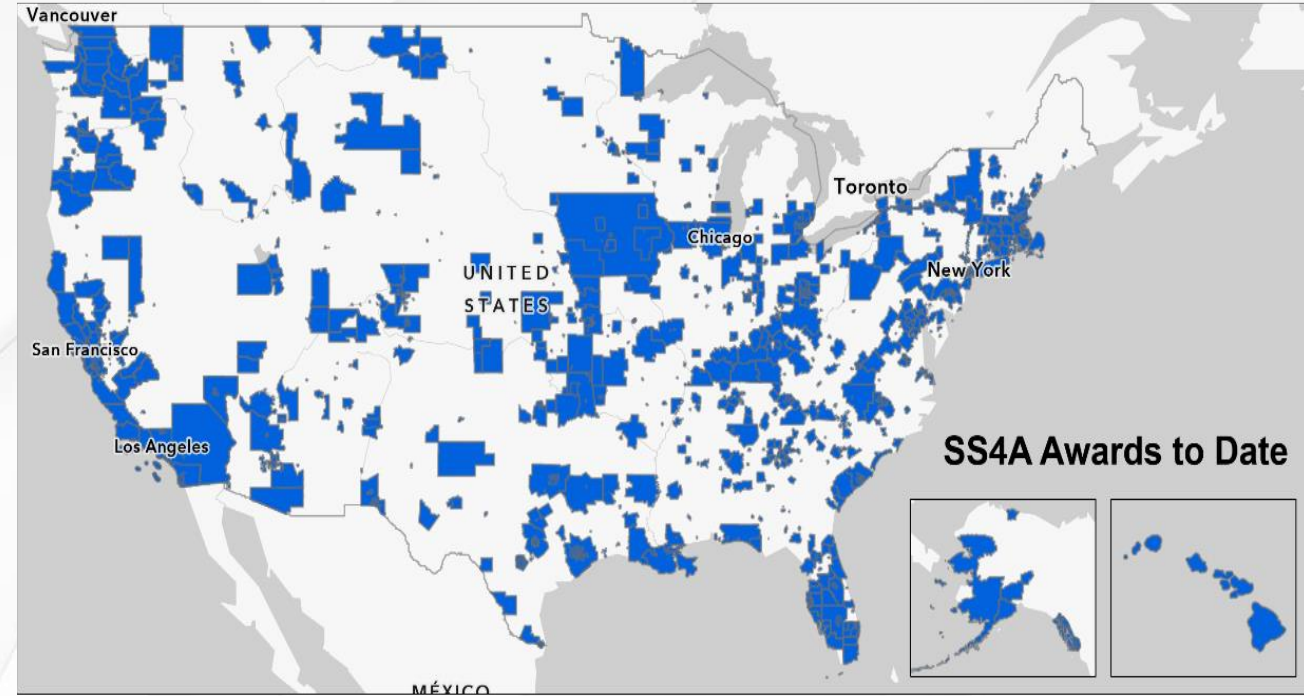 Vancouver
Toronto
Chicago
UNITED
New York
STATES
San Francisco
Los Angeles
SS4A Awards to Date
MÉXICO